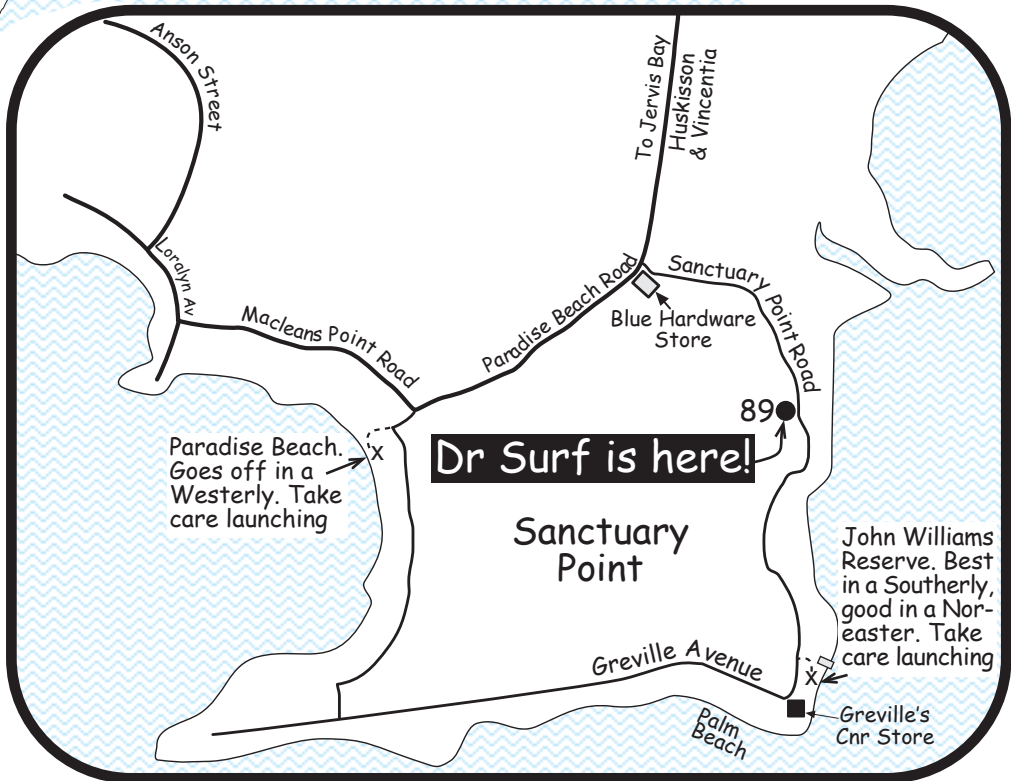 Anson Street
To Jervis Bay
Huskisson
& Vincentia
Loralyn Av
Macleans Point Road
Paradise Beach Road
Sanctuary Point Road
Blue Hardware
Store
89
Dr Surf is here!
Paradise Beach.
Goes off in a
Westerly. Take
care launching
x
Sanctuary
Point
John Williams
Reserve. Best
in a Southerly,
good in a Nor-
easter. Take
care launching
x
Greville Avenue
Palm
Beach
Greville's
Cnr Store